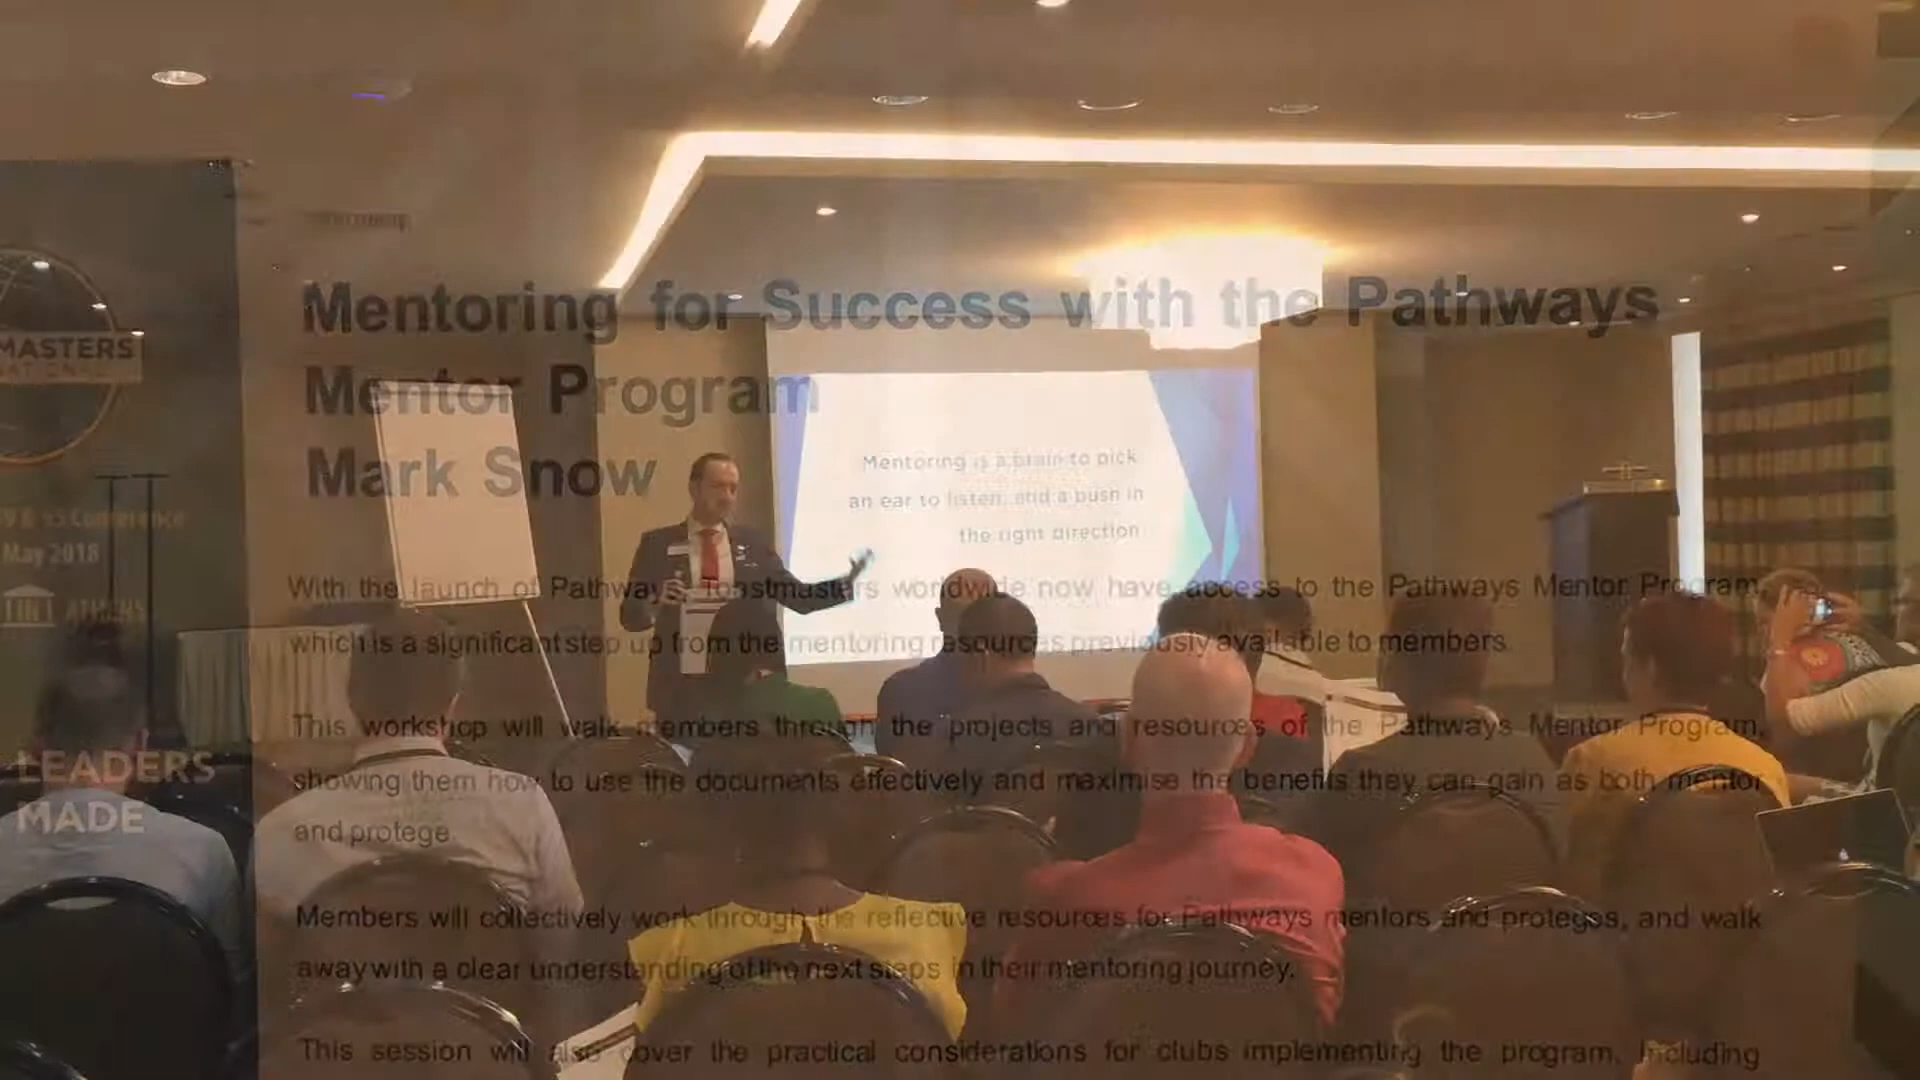 MASTERS
NATIONAL
Conference
May 2018
ATHENS
LEADERS
MADE
Mentoring for Success with the Pathways
Mentor Program
Mark Snow
Mentoring is a brain to pick
an ear to listen, and a push in
the right direction
With the launch of Pathways, Toastmasters worldwide now have access to the Pathways Mentor Program,
which is a significant step up from the mentoring resources previously available to members.
This workshop will walk members through the projects and resources of the Pathways Mentor Program,
showing them how to use the documents effectively and maximise the benefits they can gain as both mentor
and protege.
Members will collectively work through the reflective resources for Pathways mentors and proteges, and walk
away with a clear understanding of the next steps in their mentoring journey.
This session will also cover the practical considerations for clubs implementing the program, including